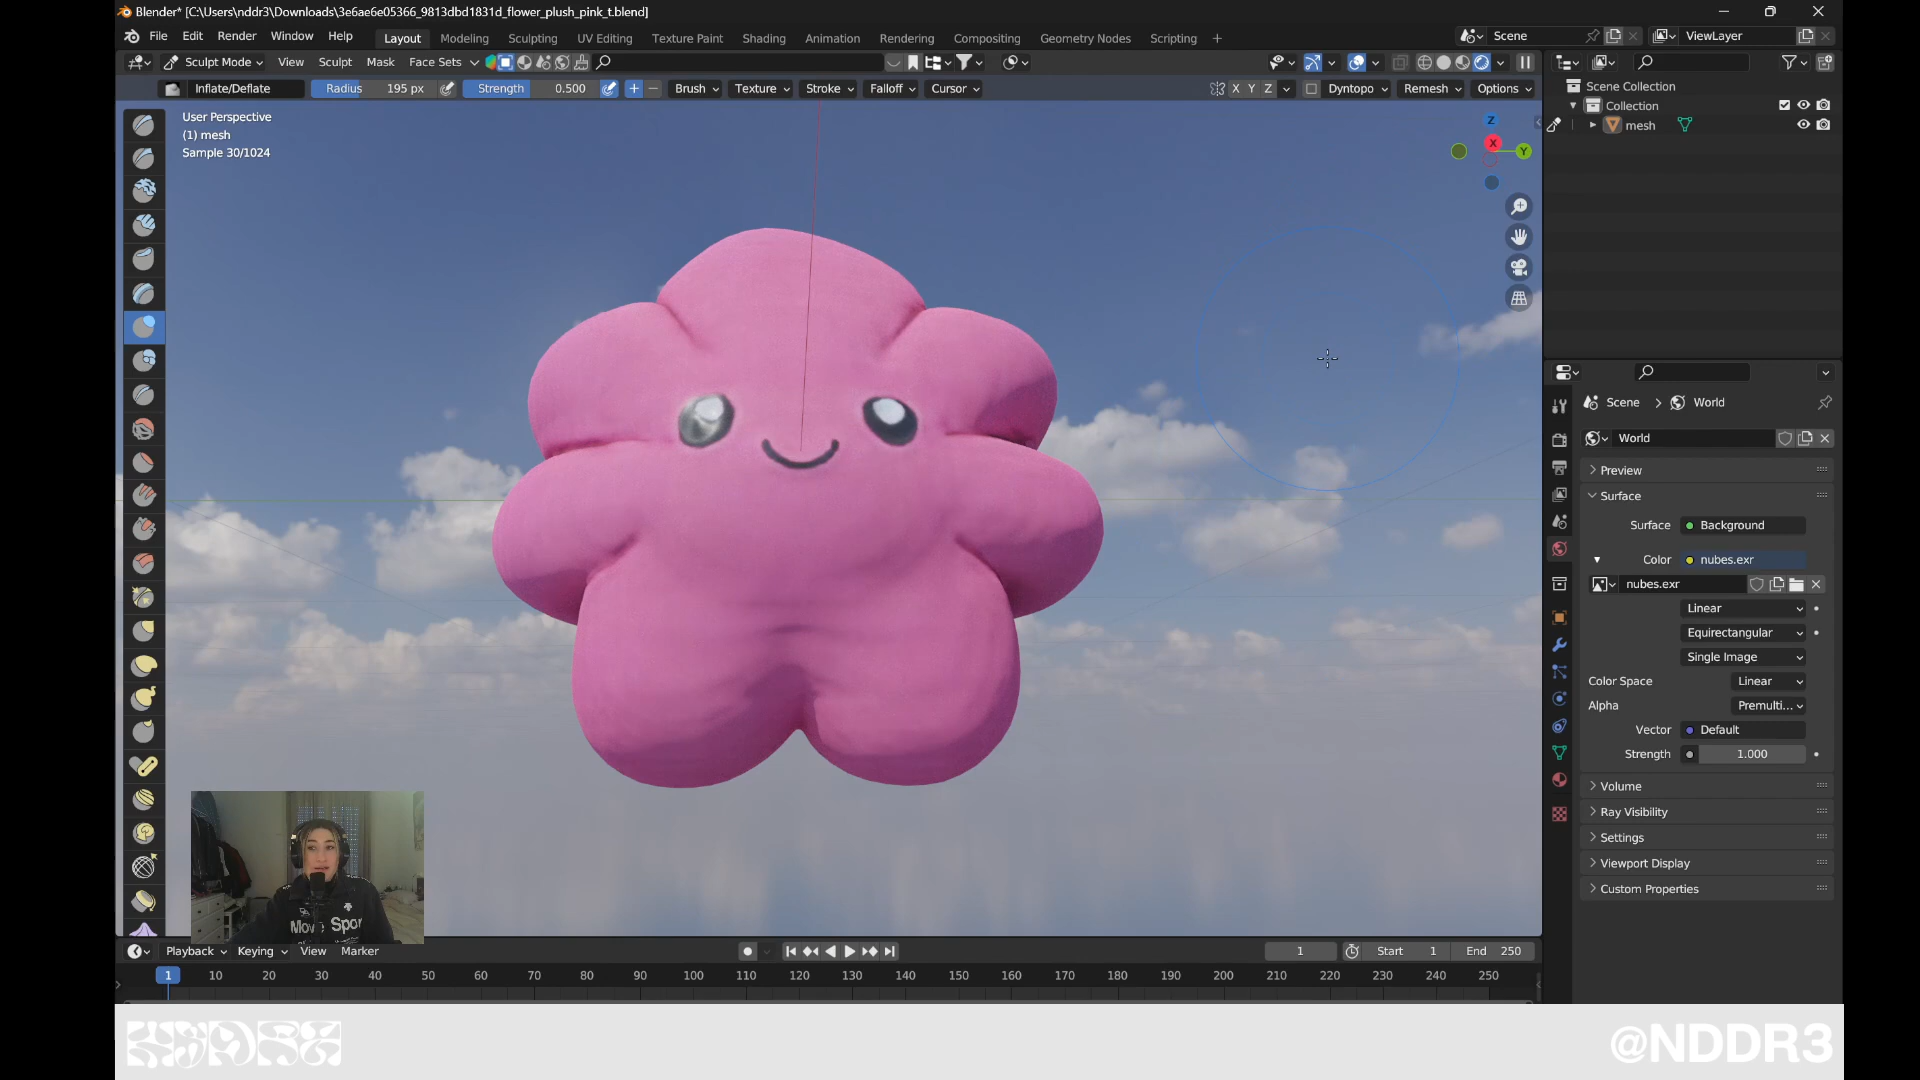 Blender* [C:\Users\nddr3\Downloads\3e6ae6e05366_9813dbd1831d_flower_plush_pink_t.blend]
File Edit Render Window Help Layout Modeling Sculpting UV Editing Texture Paint Shading Animation Rendering Compositing Geometry Nodes Scripting + Scene ViewLayer
Sculpt Mode View Sculpt Mask Face Sets
Inflate/Deflate Radius 195 px Strength 0.500 Brush Texture Stroke Falloff Cursor X Y Z Dyntopo Remesh Options
User Perspective
(1) mesh
Sample 30/1024
Z
X
Y
Scene Collection
Collection
mesh
Scene > World
World
Preview
Surface
Surface Background
Color nubes.exr
nubes.exr
Linear
Equirectangular
Single Image
Color Space Linear
Alpha Premulti...
Vector Default
Strength 1.000
Volume
Ray Visibility
Settings
Viewport Display
Custom Properties
Playback Keying View Marker 1 Start 1 End 250
1 10 20 30 40 50 60 70 80 90 100 110 120 130 140 150 160 170 180 190 200 210 220 230 240 250
@NDDR3